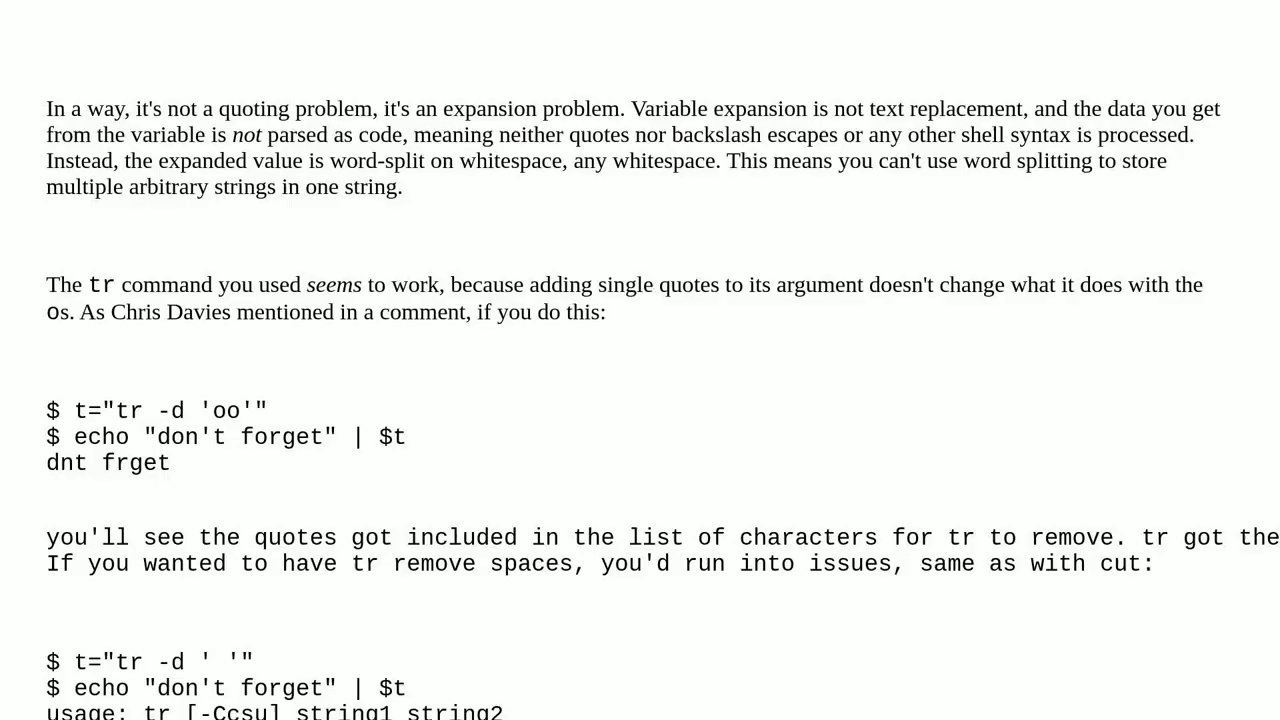 In a way, it's not a quoting problem, it's an expansion problem. Variable expansion is not text replacement, and the data you get
from the variable is not parsed as code, meaning neither quotes nor backslash escapes or any other shell syntax is processed.
Instead, the expanded value is word-split on whitespace, any whitespace. This means you can't use word splitting to store
multiple arbitrary strings in one string.
The tr command you used seems to work, because adding single quotes to its argument doesn't change what it does with the
os. As Chris Davies mentioned in a comment, if you do this:
$ t="tr -d 'oo'"
$ echo "don't forget" | $t
dnt frget
you'll see the quotes got included in the list of characters for tr to remove. tr got the
If you wanted to have tr remove spaces, you'd run into issues, same as with cut:
$ t="tr -d ' '"
$ echo "don't forget" | $t
usage: tr [-Ccsu] string1 string2